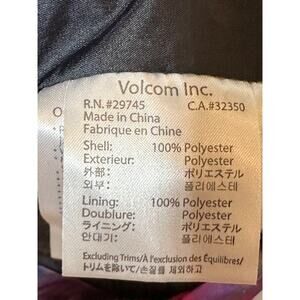 Volcom Inc.
R.N.#29745 C.A.#32350
Made in China
Fabrique en Chine
Shell: 100% Polyester
Exterieur: Polyester
外部: ポリエステル
외부: 폴리에스테
Lining: 100% Polyester
Doublure: Polyester
ライニング: ポリエステル
안대기: 폴리에스테
Excluding Trims/À l'exclusion des Équilibres/
トリムを除いて/손질를 제외하고